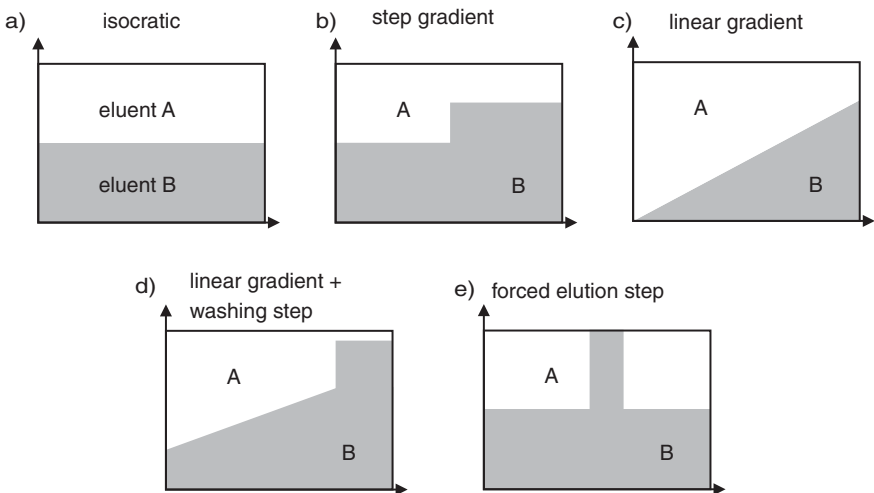 a)
isocratic
eluent A
eluent B
b)
step gradient
A
B
c)
linear gradient
A
B
d)
linear gradient +
washing step
A
B
e)
forced elution step
A
B